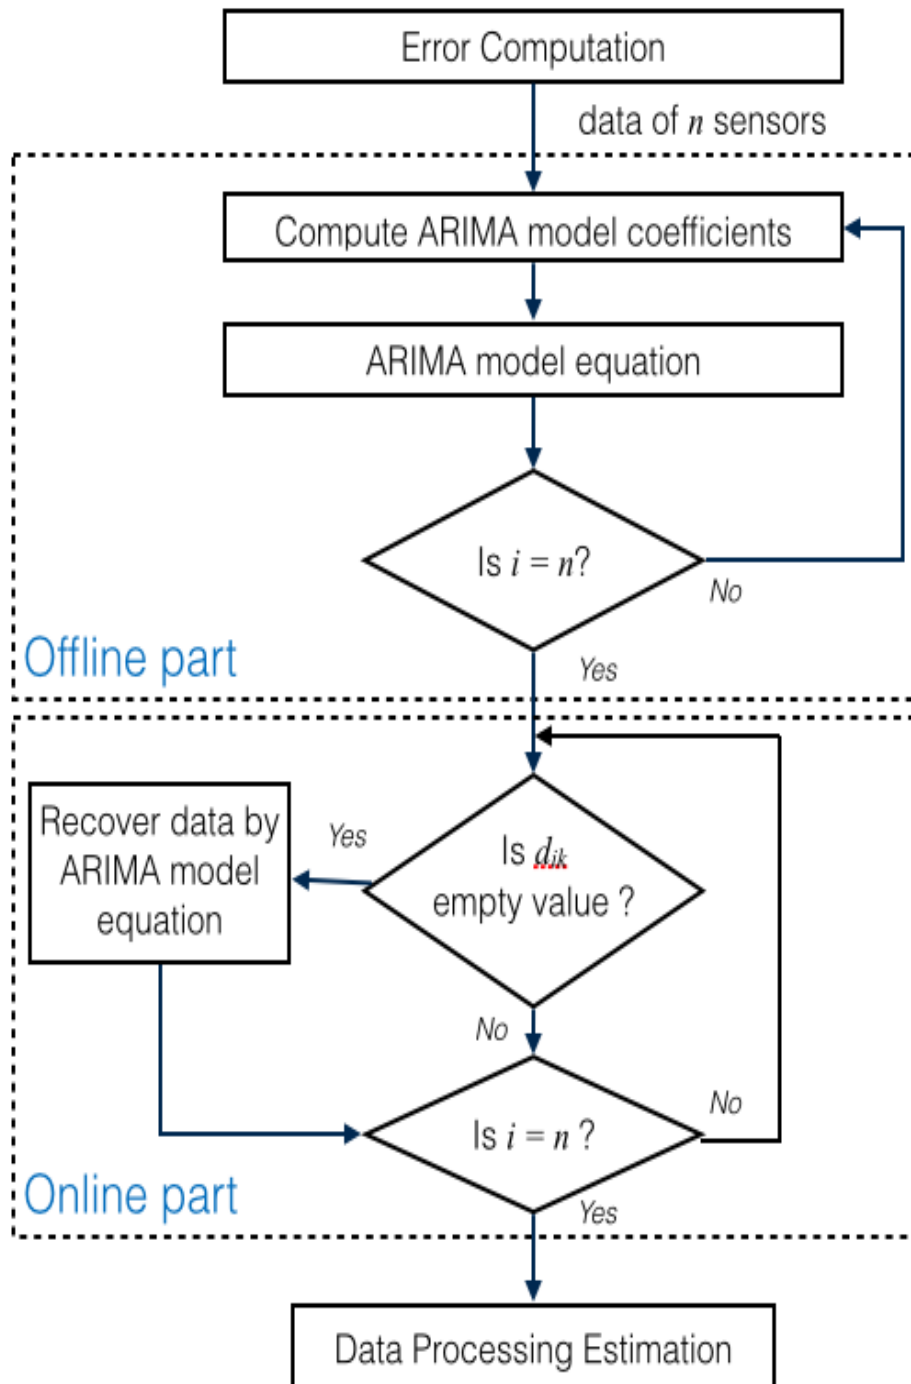 Error Computation
data of n sensors
Compute ARIMA model coefficients
ARIMA model equation
Is i = n?
No
Offline part
Yes
Recover data by
ARIMA model
equation
Yes
Is dik
empty value ?
No
Is i = n ?
No
Online part
Yes
Data Processing Estimation